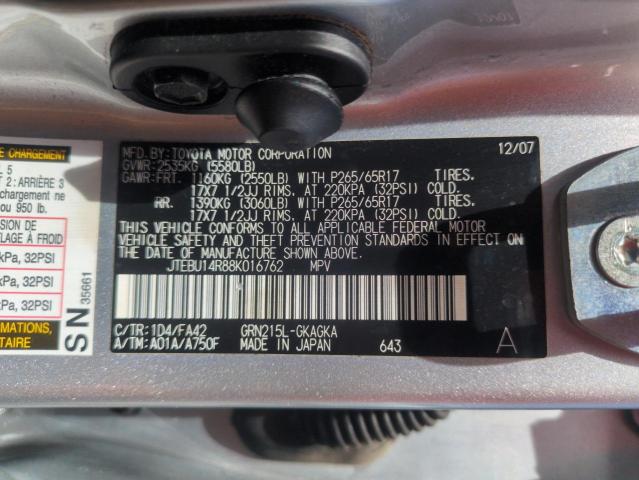 E CHARGEMENT
L 5
T 2: ARRIÈRE 3
chargement ne
ou 950 lb.
SION DE
FLAGE À FROID
kPa, 32PSI
kPa, 32PSI
kPa, 32PSI
MATIONS,
TAIRE
SN 35661
MFD. BY: TOYOTA MOTOR CORPORATION 12/07
GVWR: 2535KG (5580LB)
GAWR: FRT. 1160KG (2550LB) WITH P265/65R17 TIRES.
17X7 1/2JJ RIMS. AT 220KPA (32PSI) COLD.
RR. 1390KG (3060LB) WITH P265/65R17 TIRES.
17X7 1/2JJ RIMS. AT 220KPA (32PSI) COLD.
THIS VEHICLE CONFORMS TO ALL APPLICABLE FEDERAL MOTOR
VEHICLE SAFETY AND THEFT PREVENTION STANDARDS IN EFFECT ON
THE DATE OF MANUFACTURE SHOWN ABOVE.
JTEBU14R88K016762 MPV
C/TR: 1D4/FA42 GRN215L-GKAGKA
A/TM: A01A/A750F MADE IN JAPAN 643 A